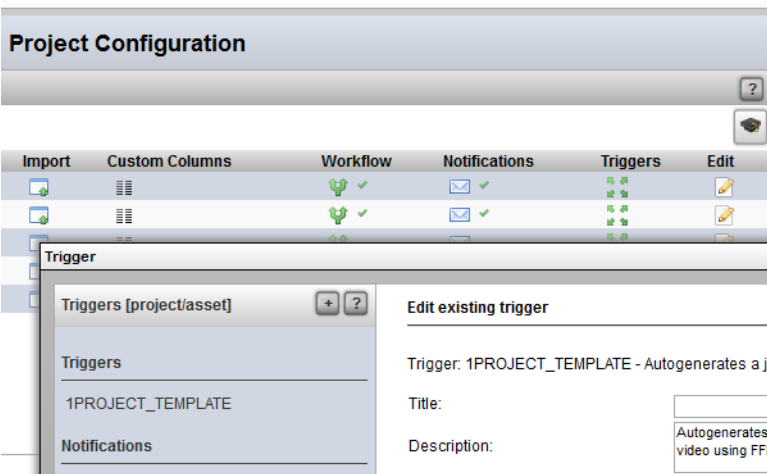 Project Configuration
?
Import Custom Columns Workflow Notifications Triggers Edit
Trigger
Triggers [project/asset] + ?
Edit existing trigger
Triggers
Trigger: 1PROJECT_TEMPLATE - Autogenerates a j
1PROJECT_TEMPLATE
Title:
Notifications
Description:
Autogenerates
video using FF